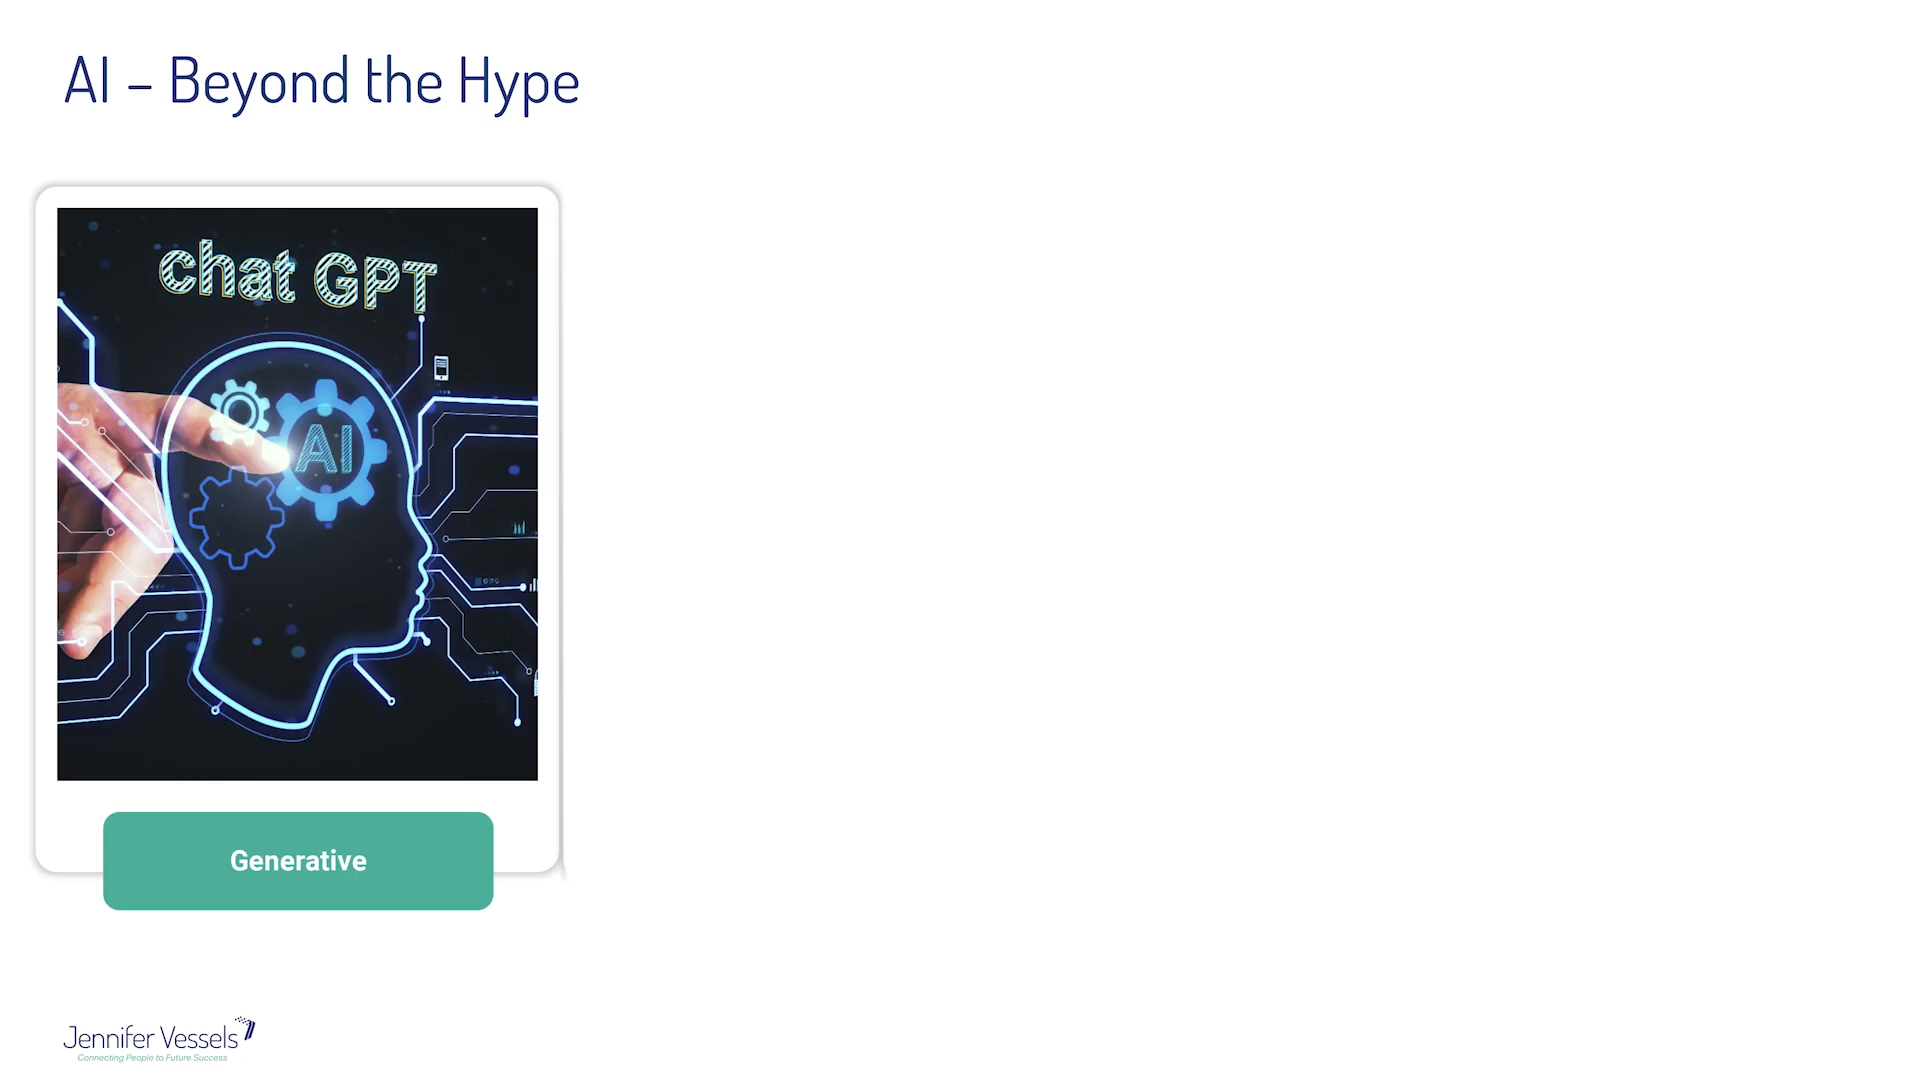 AI – Beyond the Hype
chat GPT
AI
Generative
Jennifer Vessels
Connecting People to Future Success